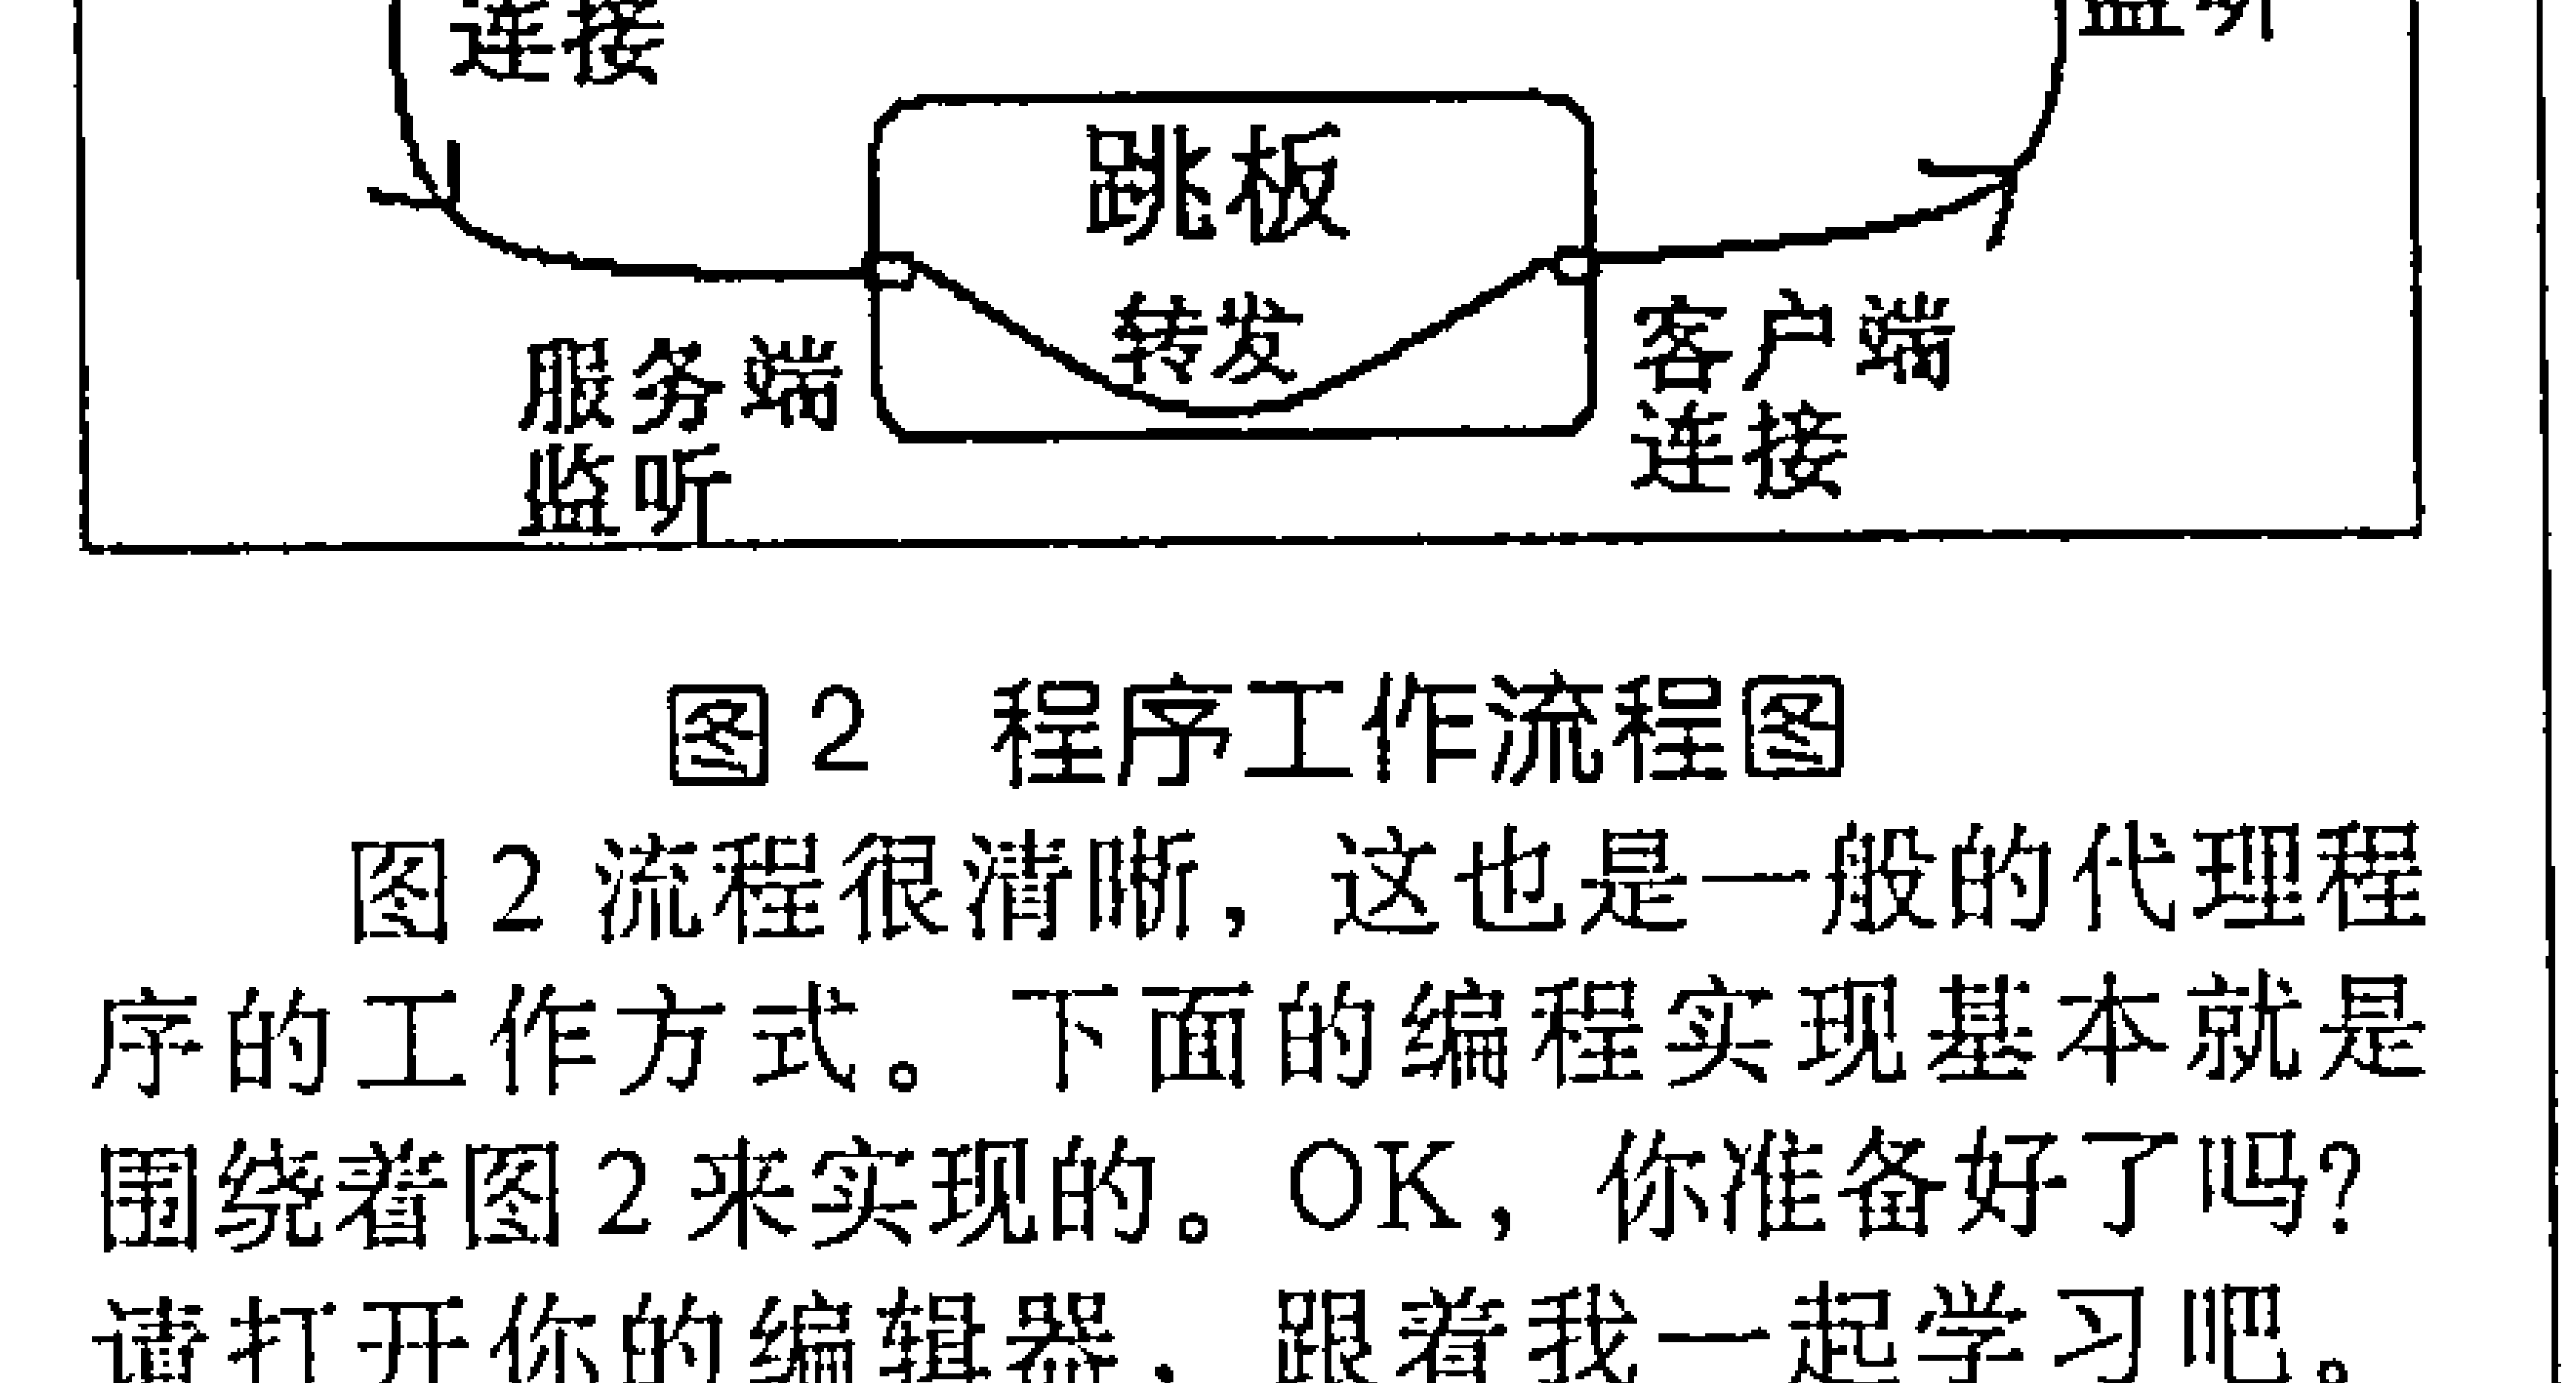 连接
监听
跳板
转发
服务端
监听
客户端
连接
图2 程序工作流程图
图2流程很清晰，这也是一般的代理程
序的工作方式。下面的编程实现基本就是
围绕着图2来实现的。OK，你准备好了吗?
请打开你的编辑器，跟着我一起学习吧。